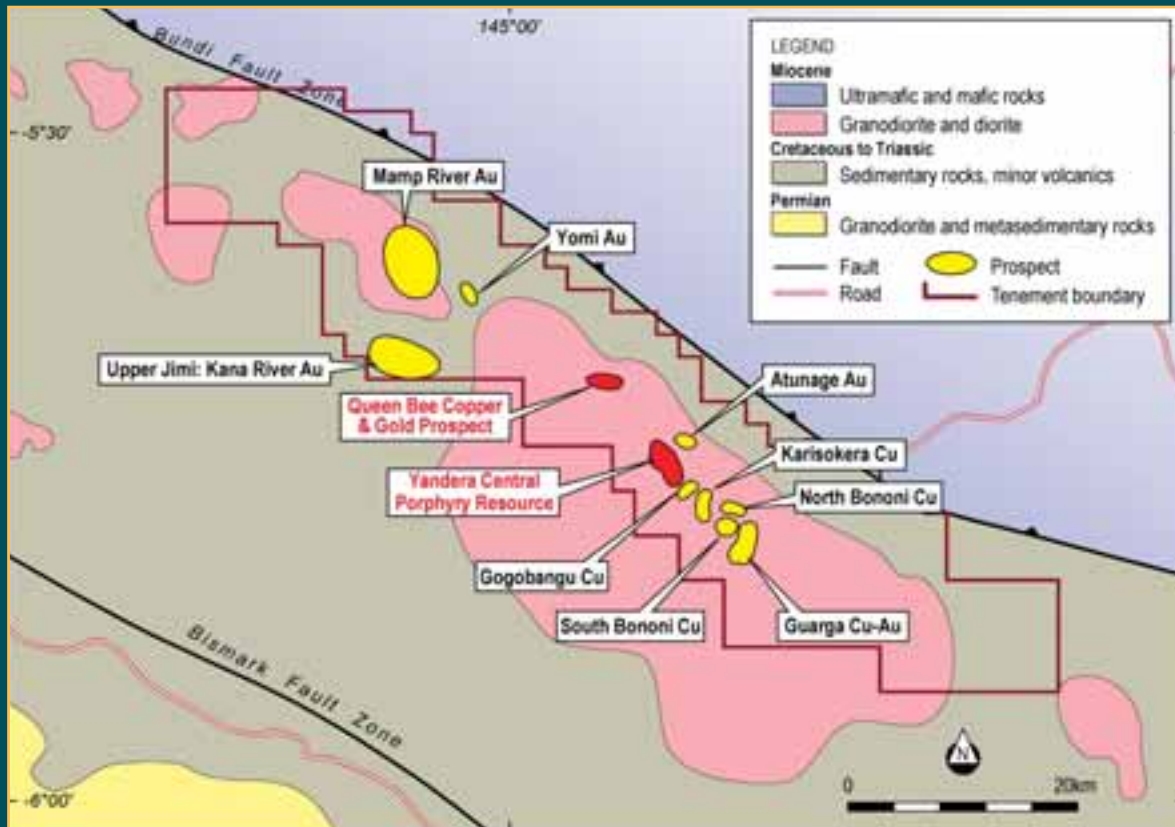 145°00'
Bundi Fault Zone
-5°30'
LEGEND
Miocene
Ultramafic and mafic rocks
Granodiorite and diorite
Cretaceous to Triassic
Sedimentary rocks, minor volcanics
Permian
Granodiorite and metasedimentary rocks
Fault
Prospect
Road
Tenement boundary
Mamp River Au
Yomi Au
Upper Jimi: Kana River Au
Queen Bee Copper
& Gold Prospect
Atunage Au
Karisokera Cu
Yandera Central
Porphyry Resource
North Bononi Cu
Gogobangu Cu
South Bononi Cu
Guarga Cu-Au
Bismark Fault Zone
N
0
20km
-6°00'